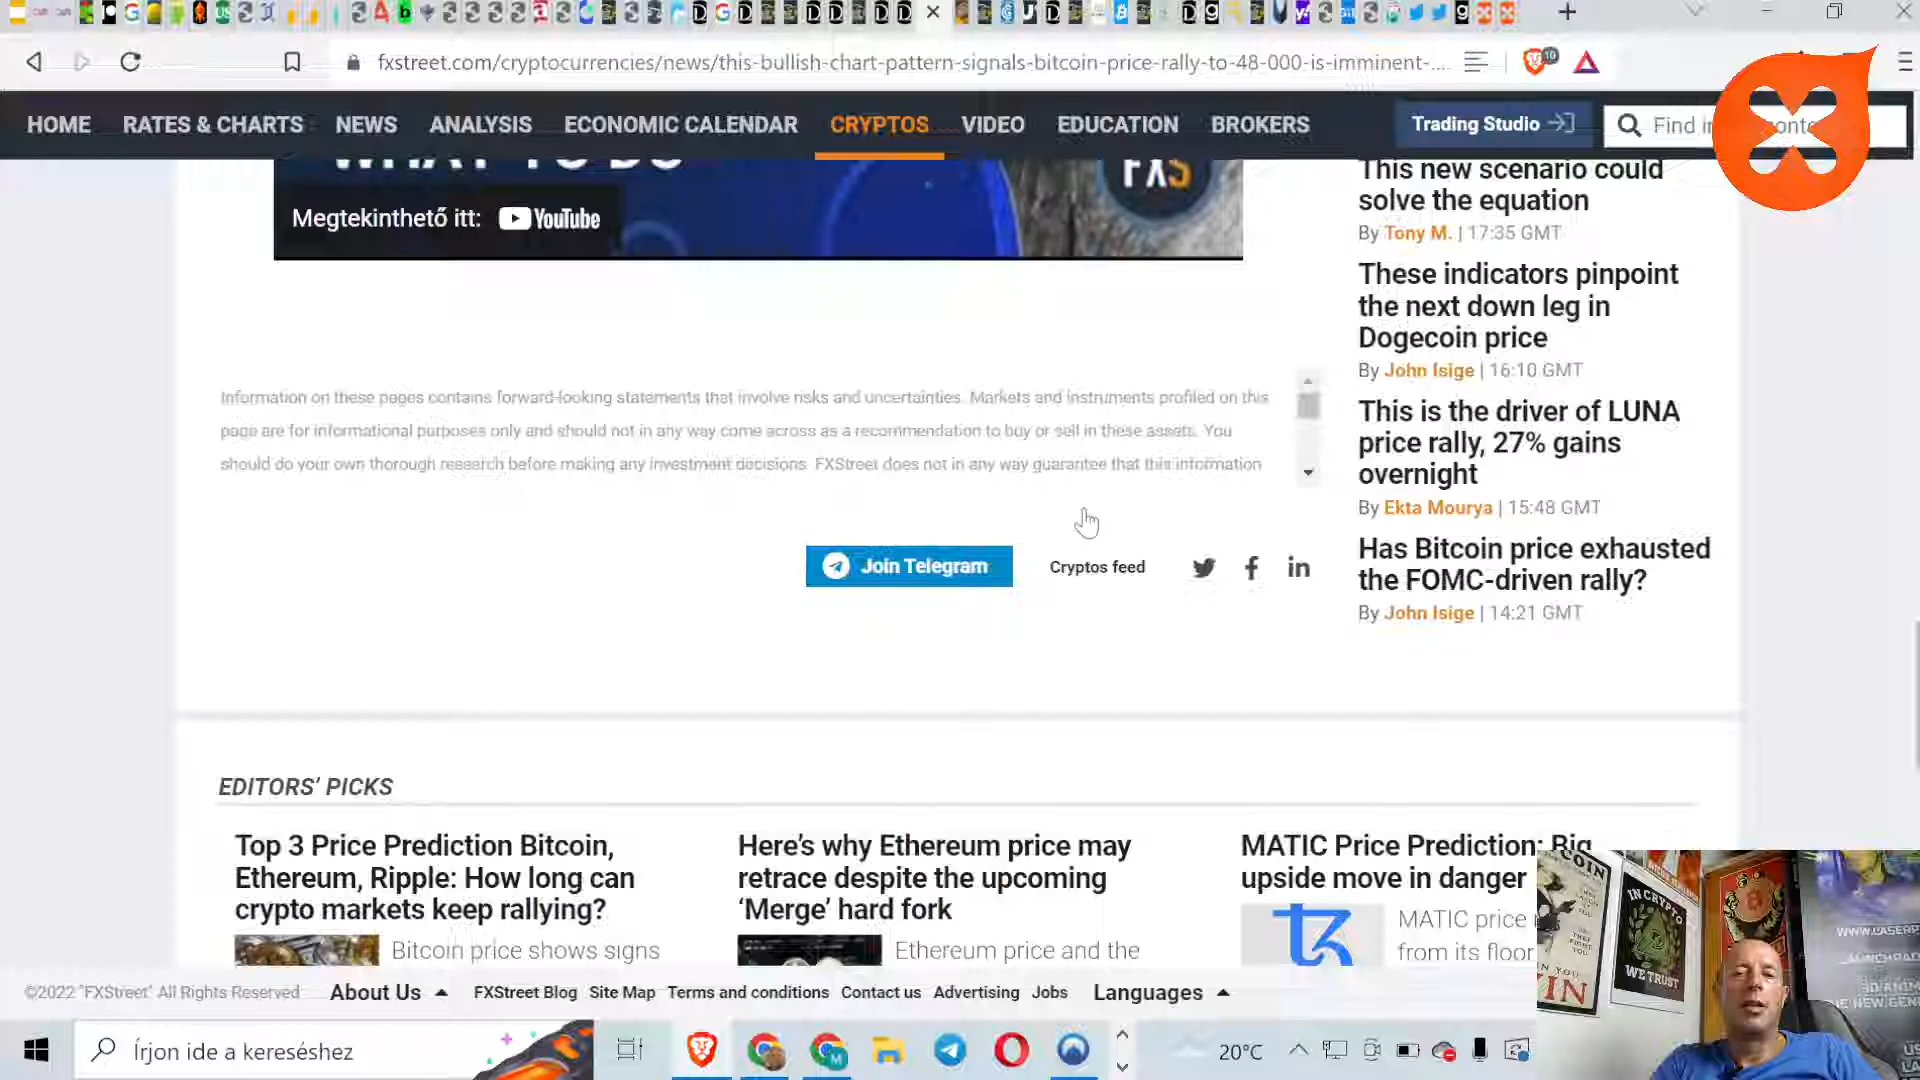 fxstreet.com/cryptocurrencies/news/this-bullish-chart-pattern-signals-bitcoin-price-rally-to-48-000-is-imminent-...
10
HOME RATES & CHARTS NEWS ANALYSIS ECONOMIC CALENDAR CRYPTOS VIDEO EDUCATION BROKERS Trading Studio Find in
WHAT TO DO
FXS
Megtekinthető itt: YouTube
This new scenario could
solve the equation
By Tony M. | 17:35 GMT
These indicators pinpoint
the next down leg in
Dogecoin price
By John Isige | 16:10 GMT
This is the driver of LUNA
price rally, 27% gains
overnight
By Ekta Mourya | 15:48 GMT
Has Bitcoin price exhausted
the FOMC-driven rally?
By John Isige | 14:21 GMT
Information on these pages contains forward-looking statements that involve risks and uncertainties. Markets and instruments profiled on this
page are for informational purposes only and should not in any way come across as a recommendation to buy or sell in these assets. You
should do your own thorough research before making any investment decisions. FXStreet does not in any way guarantee that this information
Join Telegram Cryptos feed
EDITORS' PICKS
Top 3 Price Prediction Bitcoin,
Ethereum, Ripple: How long can
crypto markets keep rallying?
Bitcoin price shows signs
Here's why Ethereum price may
retrace despite the upcoming
'Merge' hard fork
Ethereum price and the
MATIC Price Prediction: Big
upside move in danger
MATIC price
from its floor
©2022 "FXStreet" All Rights Reserved About Us FXStreet Blog Site Map Terms and conditions Contact us Advertising Jobs Languages
Írjon ide a kereséshez
20°C
IN CRYPTO
WE TRUST